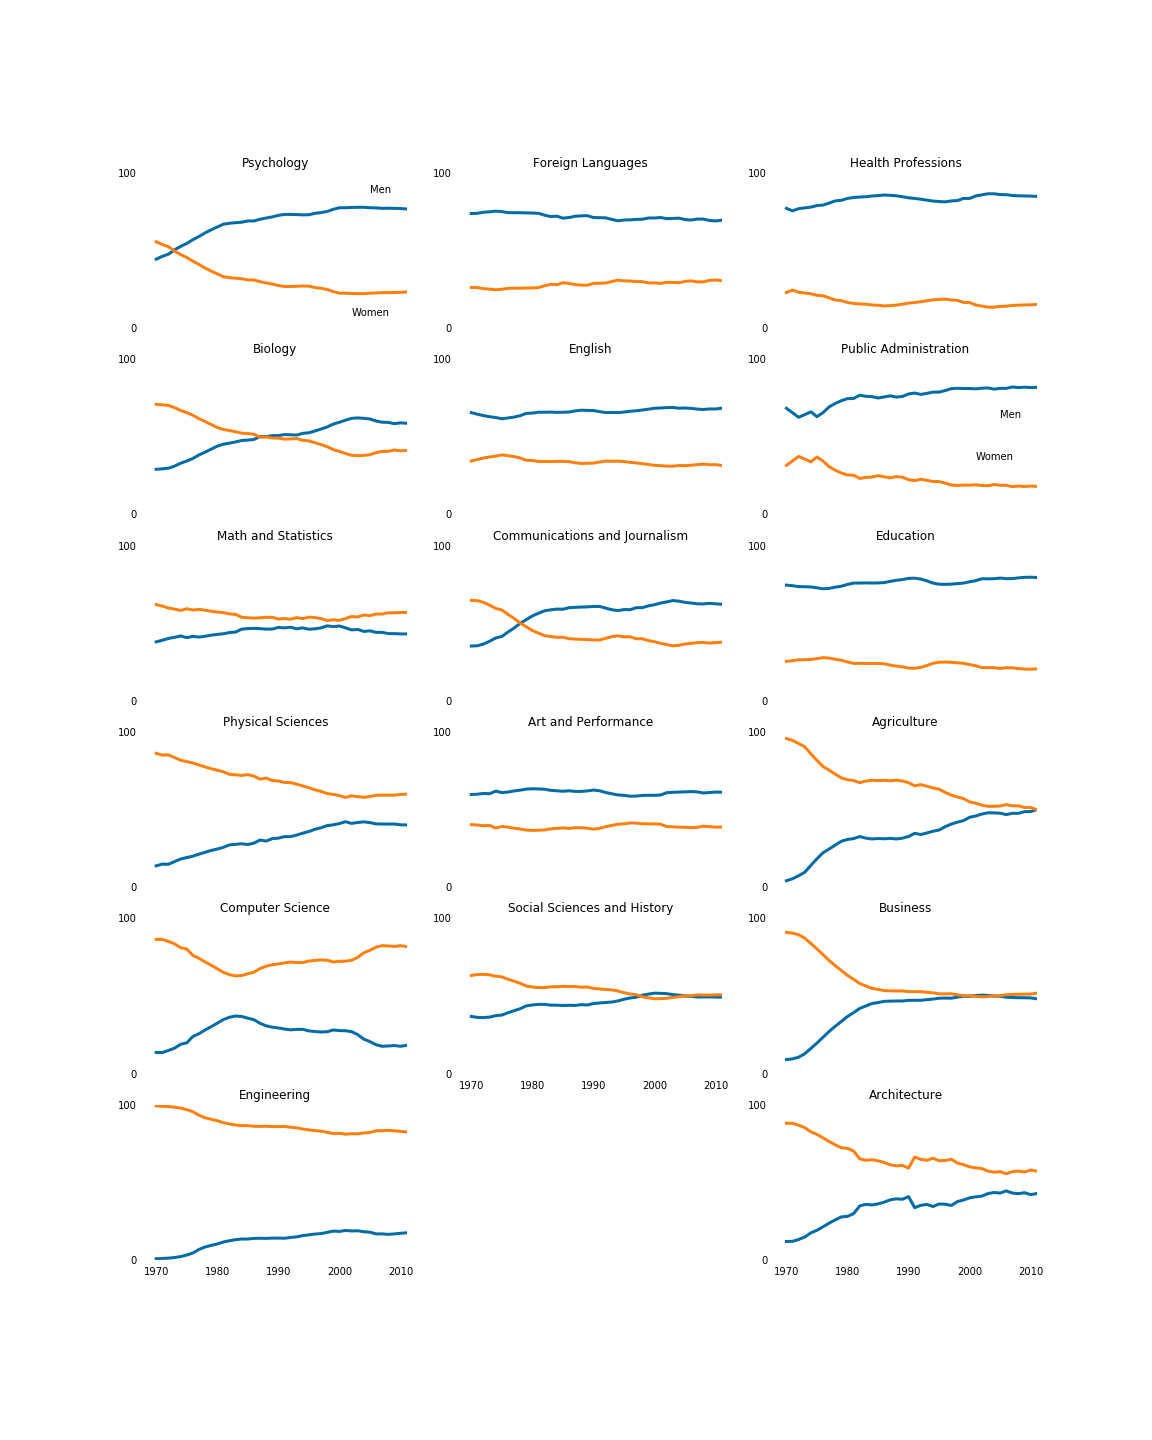 Psychology
Foreign Languages
Health Professions
100
Men
100
100
Women
0
0
0
Biology
English
Public Administration
100
100
100
Men
Women
0
0
0
Math and Statistics
Communications and Journalism
Education
100
100
100
0
0
0
Physical Sciences
Art and Performance
Agriculture
100
100
100
0
0
0
Computer Science
Social Sciences and History
Business
100
100
100
0
0
0
1970 1980 1990 2000 2010
Engineering
Architecture
100
100
0
0
1970 1980 1990 2000 2010
1970 1980 1990 2000 2010